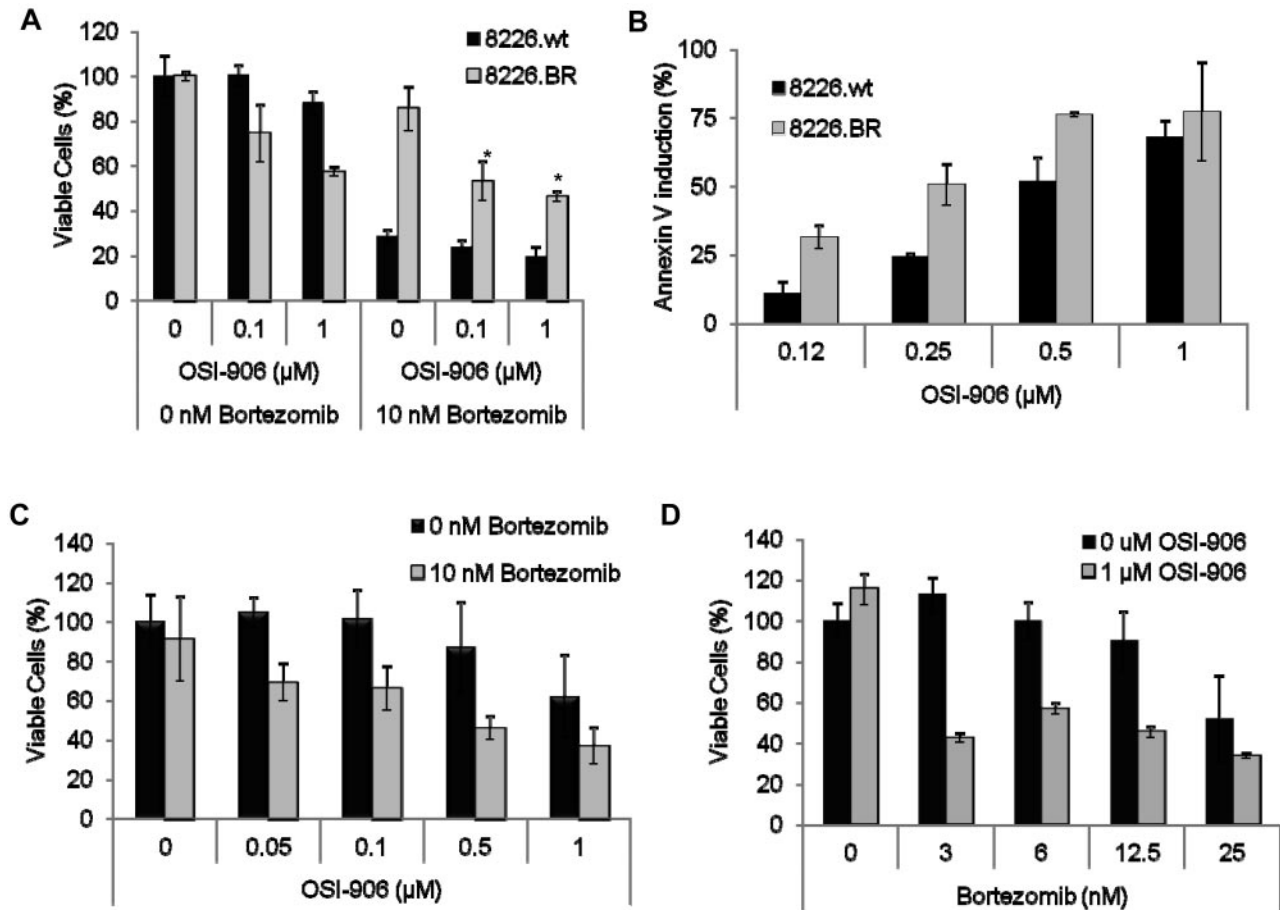 A
8226.wt
8226.BR
Viable Cells (%)
120
100
80
60
40
20
0
* *
0 0.1 1 0 0.1 1
OSI-906 (µM) OSI-906 (µM)
0 nM Bortezomib 10 nM Bortezomib
B
8226.wt
8226.BR
Annexin V induction (%)
100
75
50
25
0
0.12 0.25 0.5 1
OSI-906 (µM)
C
0 nM Bortezomib
10 nM Bortezomib
Viable Cells (%)
140
120
100
80
60
40
20
0
0 0.05 0.1 0.5 1
OSI-906 (µM)
D
0 uM OSI-906
1 µM OSI-906
Viable Cells (%)
140
120
100
80
60
40
20
0
0 3 6 12.5 25
Bortezomib (nM)